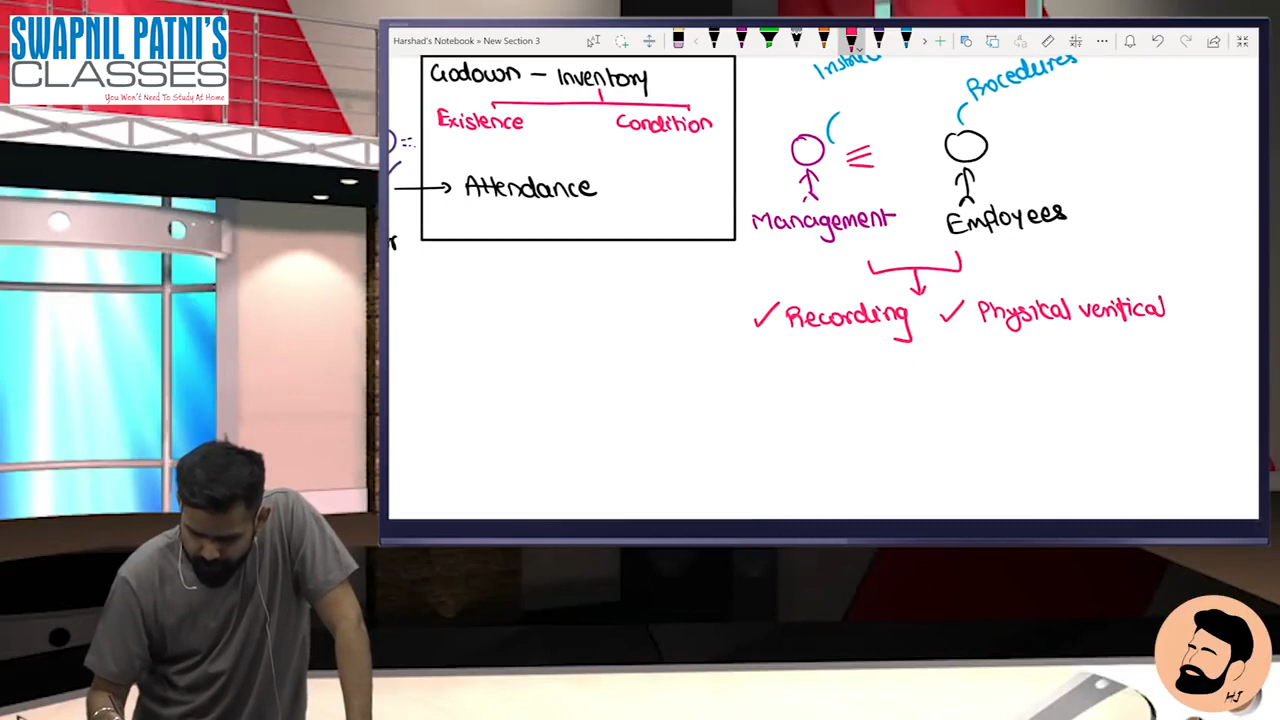 SWAPNIL PATNI'S
CLASSES
You Won't Need To Study At Home
Harshad's Notebook » New Section 3
Godown – Inventory
Existence
Condition
Attendance
Procedures
Management
Employees
✓ Recording
✓ Physical verifical
HJ